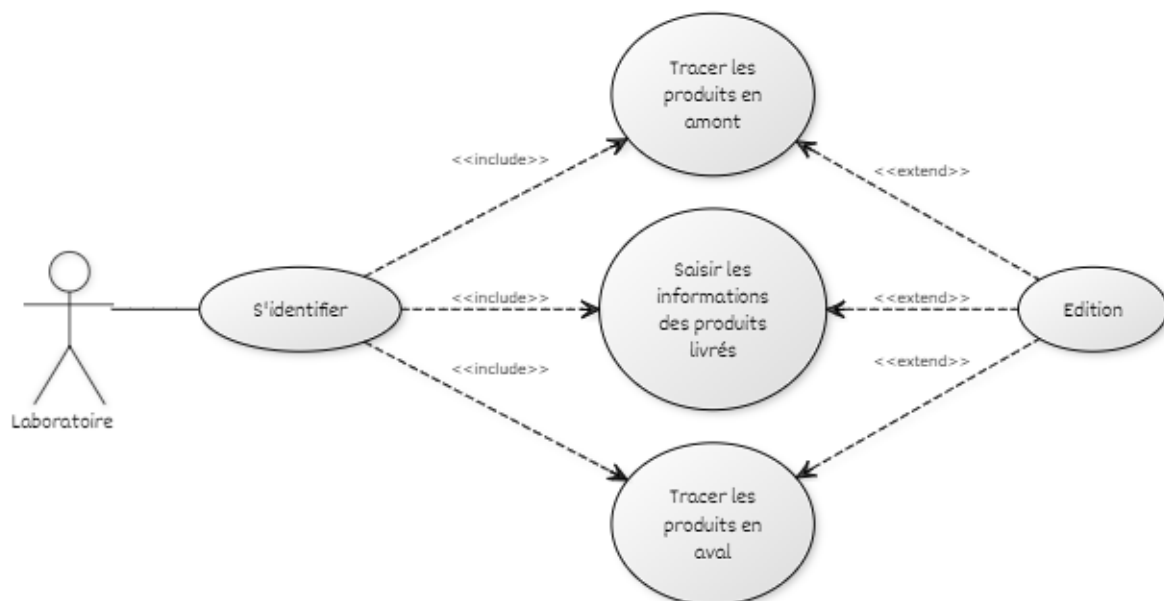 Tracer les
produits en
amont
<<include>>
<<extend>>
Saisir les
informations
des produits
livrés
S'identifier
<<include>>
<<extend>>
Edition
<<include>>
<<extend>>
Laboratoire
Tracer les
produits en
aval